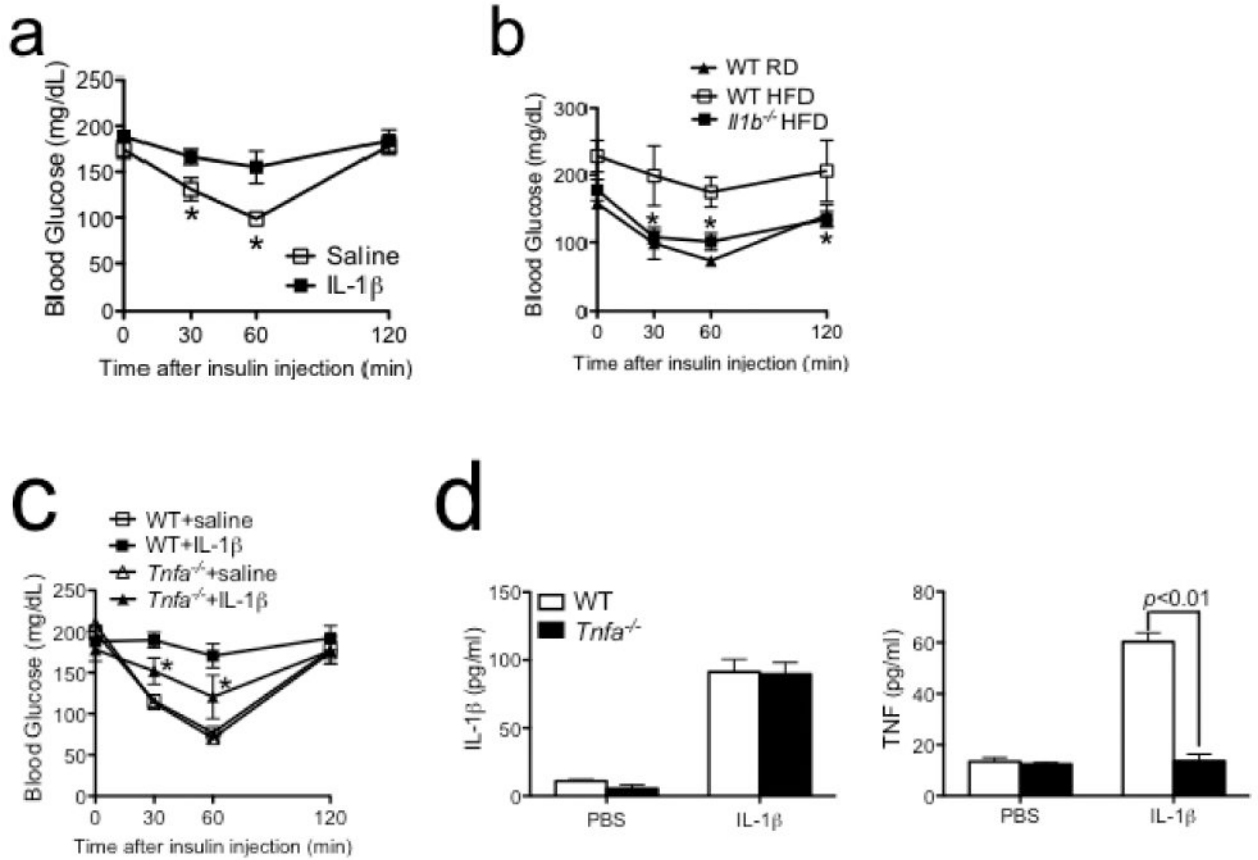 a
Blood Glucose (mg/dL)
250
200
150
100
50
0
*
*
Saline
IL-1β
0 30 60 120
Time after insulin injection (min)
b
WT RD
WT HFD
Il1b-/- HFD
Blood Glucose (mg/dL)
300
200
100
0
*
*
*
0 30 60 120
Time after insulin injection (min)
c
WT+saline
WT+IL-1β
Tnfa-/-+saline
Tnfa-/-+IL-1β
Blood Glucose (mg/dL)
250
200
150
100
50
0
*
*
0 30 60 120
Time after insulin injection (min)
d
IL-1β (pg/ml)
150
100
50
0
WT
Tnfa-/-
PBS IL-1β
TNF (pg/ml)
80
60
40
20
0
p<0.01
PBS IL-1β